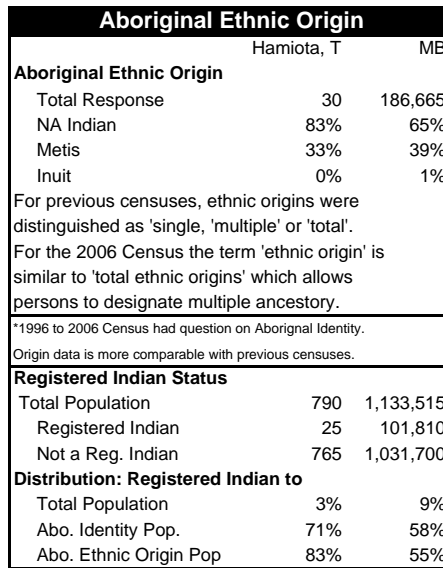 Aboriginal Ethnic Origin
Hamiota, T MB
Aboriginal Ethnic Origin
Total Response 30 186,665
NA Indian 83% 65%
Metis 33% 39%
Inuit 0% 1%
For previous censuses, ethnic origins were
distinguished as 'single, 'multiple' or 'total'.
For the 2006 Census the term 'ethnic origin' is
similar to 'total ethnic origins' which allows
persons to designate multiple ancestory.
*1996 to 2006 Census had question on Aborignal Identity.
Origin data is more comparable with previous censuses.
Registered Indian Status
Total Population 790 1,133,515
Registered Indian 25 101,810
Not a Reg. Indian 765 1,031,700
Distribution: Registered Indian to
Total Population 3% 9%
Abo. Identity Pop. 71% 58%
Abo. Ethnic Origin Pop 83% 55%